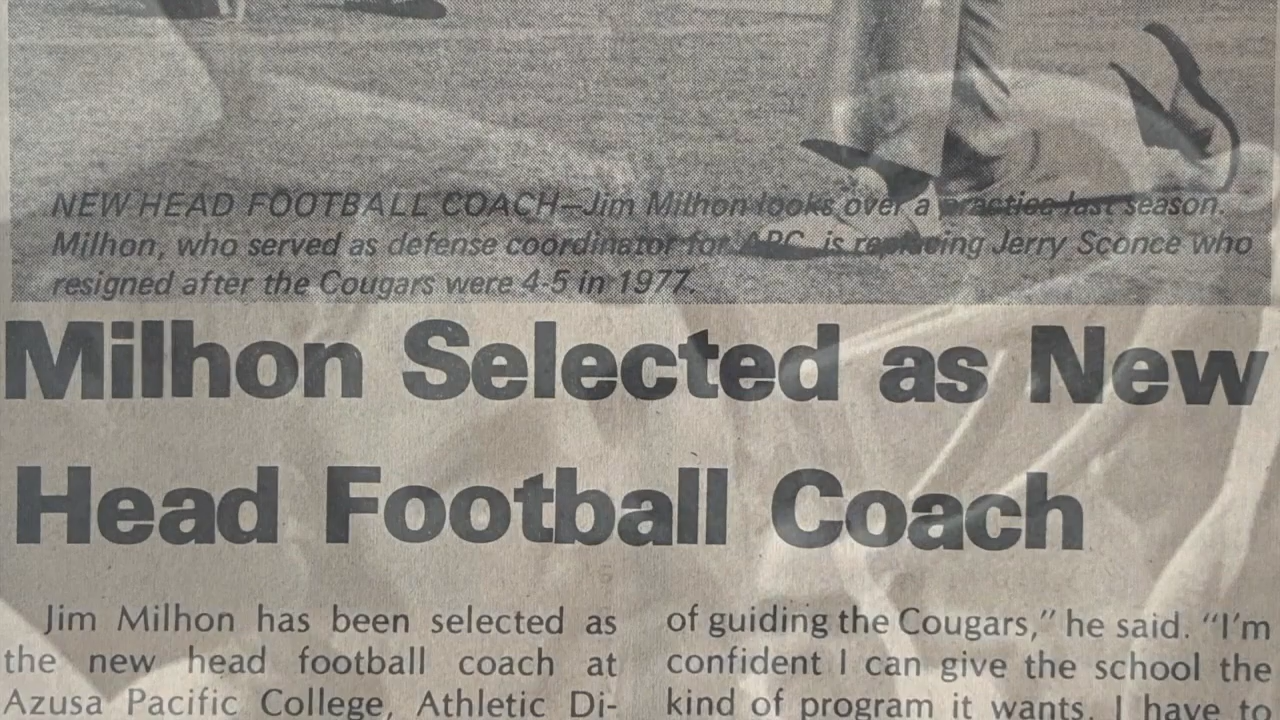 NEW HEAD FOOTBALL COACH—Jim Milhon looks over a practice last season.
Milhon, who served as defense coordinator for APC, is replacing Jerry Sconce who
resigned after the Cougars were 4-5 in 1977.
Milhon Selected as New
Head Football Coach
Jim Milhon has been selected as
the new head football coach at
Azusa Pacific College, Athletic Di-
of guiding the Cougars," he said. "I'm
confident I can give the school the
kind of program it wants. I have to